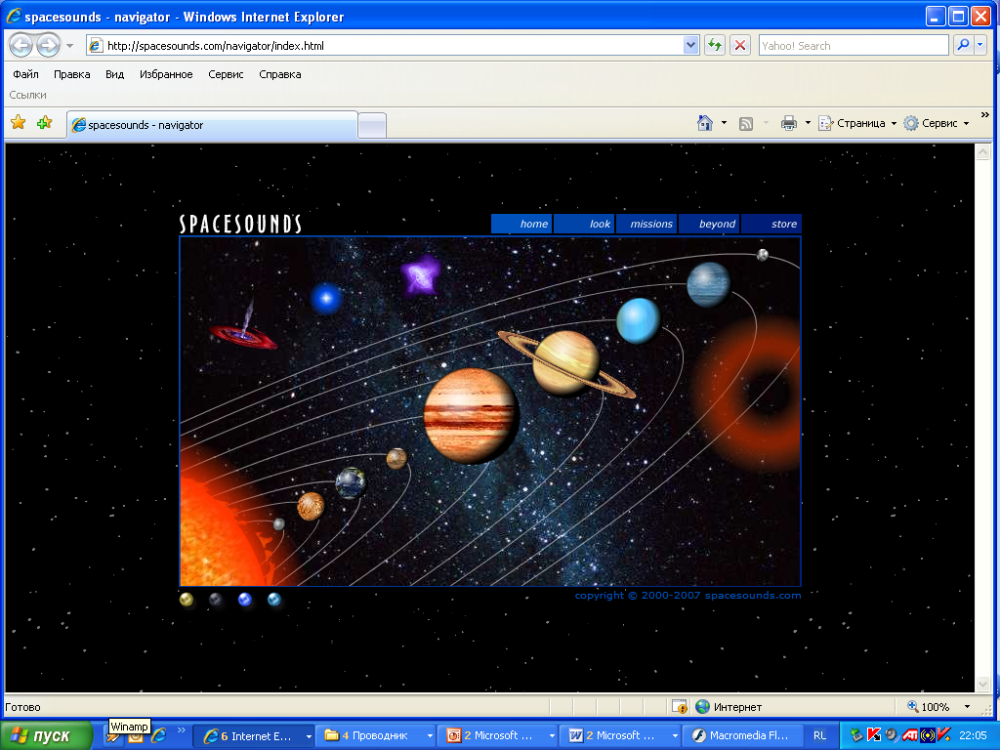 spacesounds - navigator - Windows Internet Explorer
http://spacesounds.com/navigator/index.html
Yahoo! Search
Файл Правка Вид Избранное Сервис Справка
Ссылки
spacesounds - navigator
Страница Сервис
SPACESOUNDS
home look missions beyond store
copyright © 2000-2007 spacesounds.com
Готово
Интернет
100%
Winamp
пуск
6 Internet E...
4 Проводник
2 Microsoft ...
2 Microsoft ...
Macromedia Fl...
RL
22:05